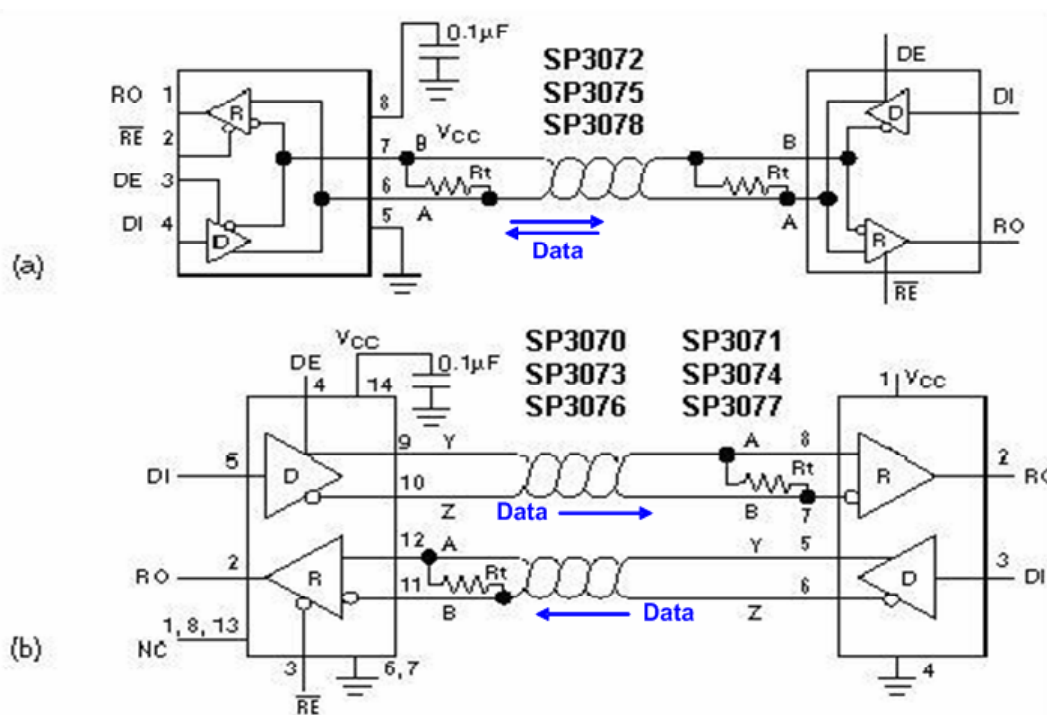 (a)
0.1µF
SP3072
SP3075
SP3078
RO 1
RE 2
DE 3
DI 4
R
D
8
7
6
5
VCC
B
A
Rt
Data
Rt
B
A
DE
DI
D
R
RO
RE
(b)
VCC
0.1µF
SP3070
SP3073
SP3076
SP3071
SP3074
SP3077
DE
4
14
DI 5
D
9 Y
10 Z
Data
A 8
Rt
B 7
1 VCC
R
2
RO
12 A
11 B
Rt
Data
Y 5
Z 6
D
3
DI
RO 2
R
1, 8, 13
NC
3
RE
6, 7
4